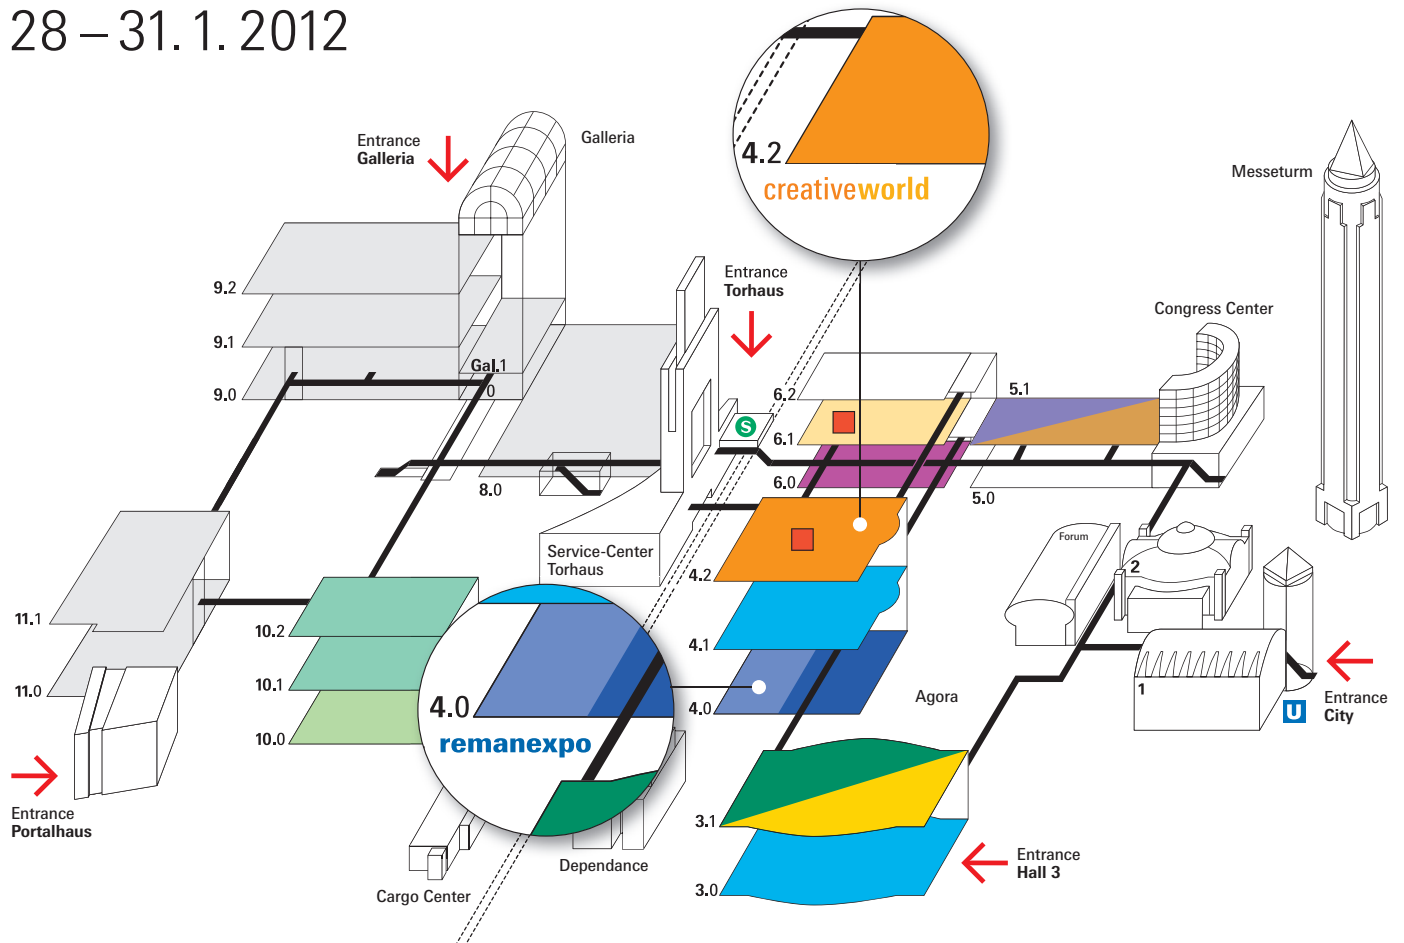 28 – 31. 1. 2012
4.2
creativeworld
Entrance
Galleria
Galleria
Messeturm
Entrance
Torhaus
Congress Center
9.2
9.1
9.0
Gal.1
0
S
6.2
6.1
6.0
5.1
5.0
8.0
Service-Center
Torhaus
Forum
2
4.2
4.1
4.0
11.1
11.0
10.2
10.1
10.0
4.0
remanexpo
Agora
1
U
Entrance
City
Entrance
Portalhaus
3.1
3.0
Entrance
Hall 3
Dependance
Cargo Center